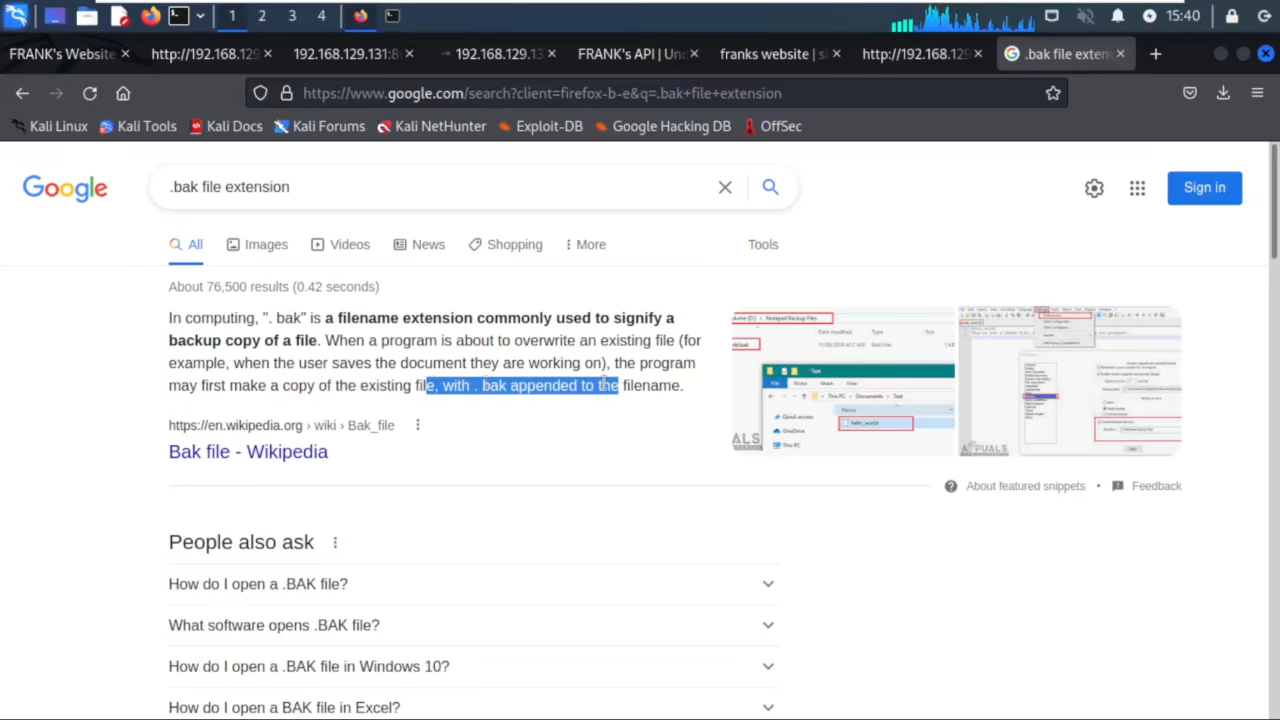 1 2 3 4 15:40
FRANK's Website http://192.168.129 192.168.129.131:8 192.168.129.13 FRANK's API | Uno franks website | s http://192.168.129 .bak file exten
https://www.google.com/search?client=firefox-b-e&q=.bak+file+extension
Kali Linux Kali Tools Kali Docs Kali Forums Kali NetHunter Exploit-DB Google Hacking DB OffSec
Google .bak file extension Sign in
All Images Videos News Shopping More Tools
About 76,500 results (0.42 seconds)
In computing, ". bak" is a filename extension commonly used to signify a
backup copy of a file. When a program is about to overwrite an existing file (for
example, when the user saves the document they are working on), the program
may first make a copy of the existing file, with . bak appended to the filename.
https://en.wikipedia.org › wiki › Bak_file
Bak file - Wikipedia
About featured snippets • Feedback
People also ask
How do I open a .BAK file?
What software opens .BAK file?
How do I open a .BAK file in Windows 10?
How do I open a BAK file in Excel?